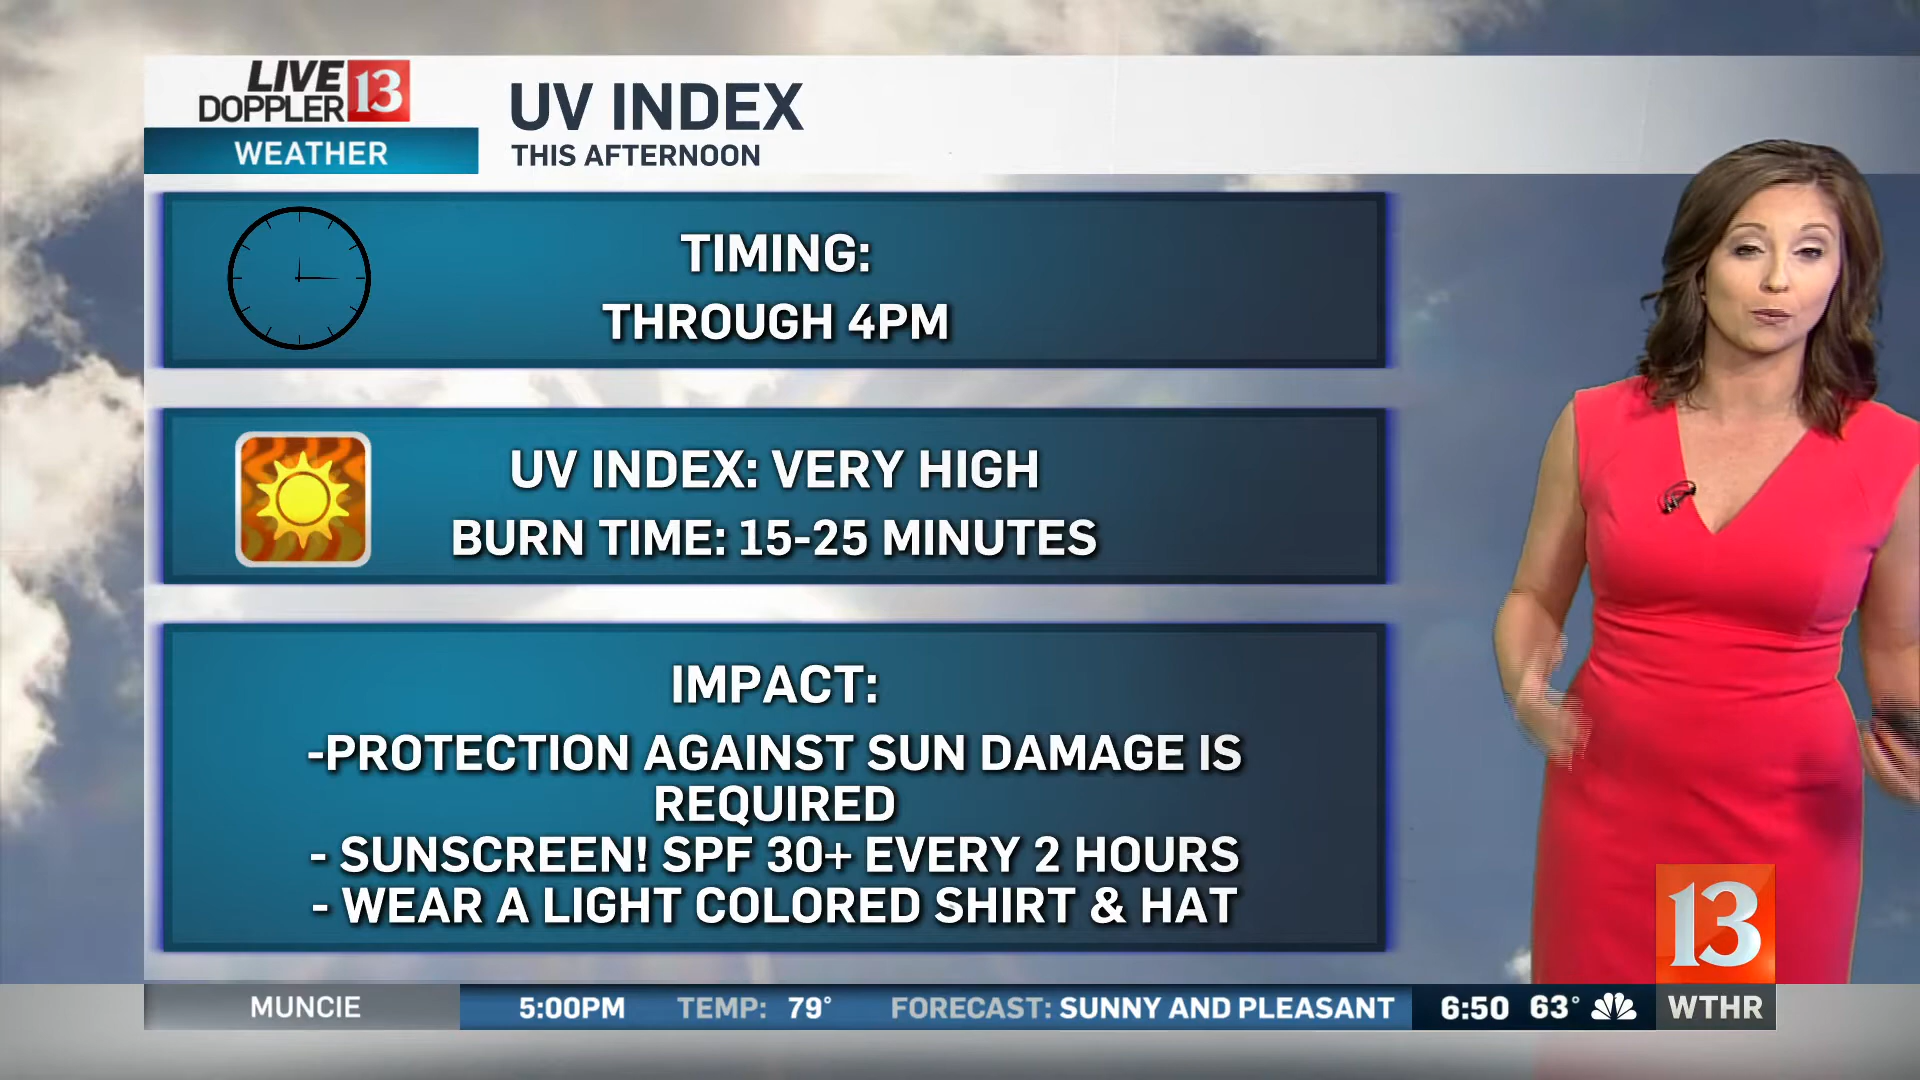 LIVE
DOPPLER 13
WEATHER
UV INDEX
THIS AFTERNOON
TIMING:
THROUGH 4PM
UV INDEX: VERY HIGH
BURN TIME: 15-25 MINUTES
IMPACT:
-PROTECTION AGAINST SUN DAMAGE IS
REQUIRED
- SUNSCREEN! SPF 30+ EVERY 2 HOURS
- WEAR A LIGHT COLORED SHIRT & HAT
13
MUNCIE 5:00PM TEMP: 79° FORECAST: SUNNY AND PLEASANT 6:50 63° WTHR